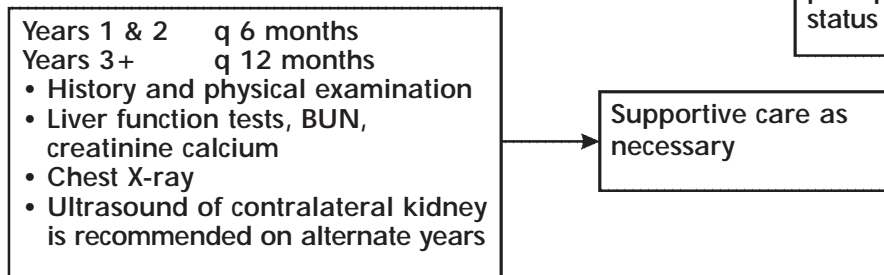 status
Years 1 & 2 q 6 months
Years 3+ q 12 months
• History and physical examination
• Liver function tests, BUN,
creatinine calcium
• Chest X-ray
• Ultrasound of contralateral kidney
is recommended on alternate years
Supportive care as
necessary